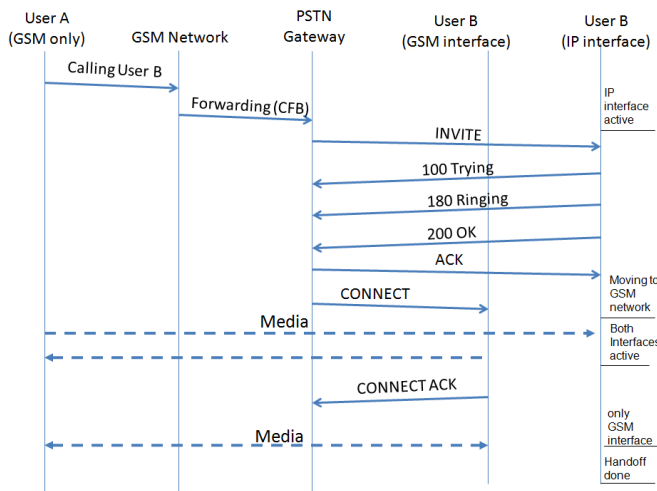 User A
(GSM only)
GSM Network
PSTN
Gateway
User B
(GSM interface)
User B
(IP interface)
Calling User B
Forwarding (CFB)
IP
interface
active
INVITE
100 Trying
180 Ringing
200 OK
ACK
Moving to
GSM
network
CONNECT
Media
Both
Interfaces
active
CONNECT ACK
only
GSM
interface
Media
Handoff
done